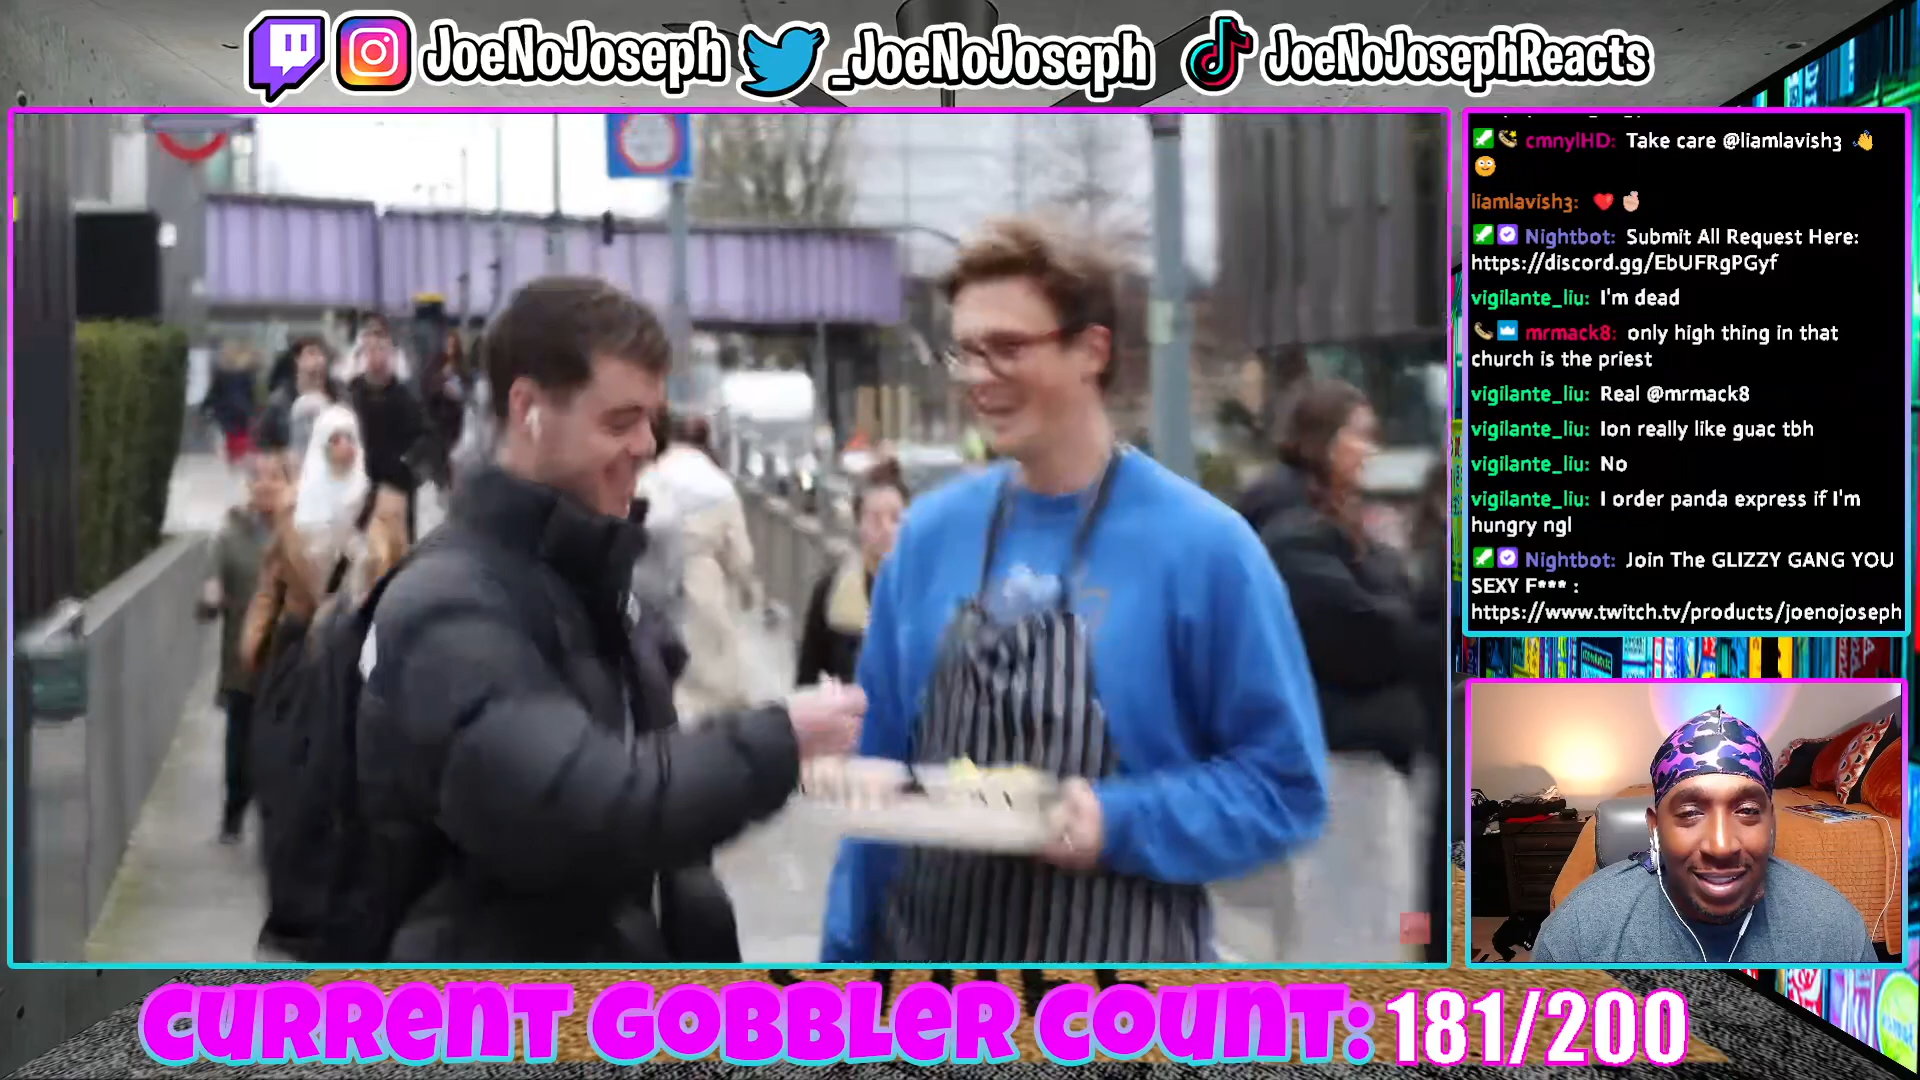 JoeNoJoseph _JoeNoJoseph JoeNoJosephReacts
cmnylHD: Take care @liamlavish3
liamlavish3:
Nightbot: Submit All Request Here:
https://discord.gg/EbUFRgPGyf
vigilante_liu: I'm dead
mrmack8: only high thing in that
church is the priest
vigilante_liu: Real @mrmack8
vigilante_liu: Ion really like guac tbh
vigilante_liu: No
vigilante_liu: I order panda express if I'm
hungry ngl
Nightbot: Join The GLIZZY GANG YOU
SEXY F*** :
https://www.twitch.tv/products/joenojoseph
CURRENT GOBBLER COUNT: 181/200